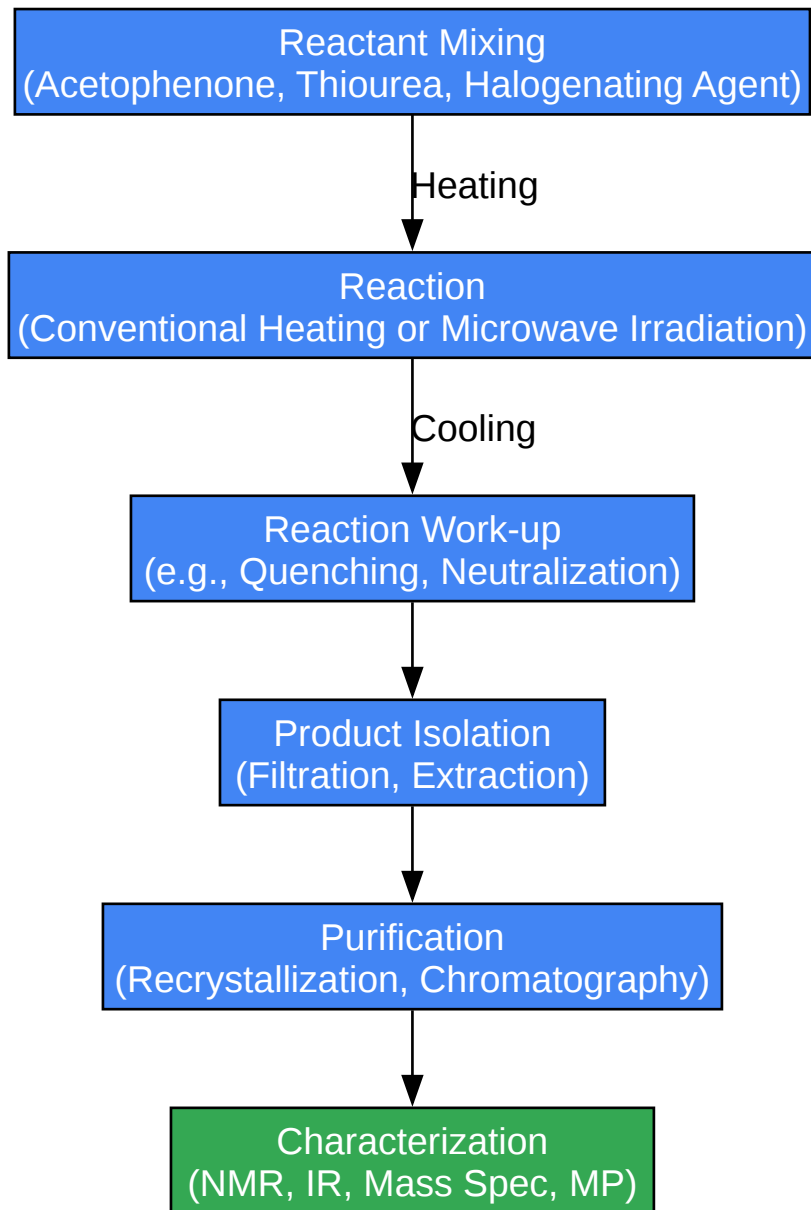 Reactant Mixing
(Acetophenone, Thiourea, Halogenating Agent)
Heating
Reaction
(Conventional Heating or Microwave Irradiation)
Cooling
Reaction Work-up
(e.g., Quenching, Neutralization)
Product Isolation
(Filtration, Extraction)
Purification
(Recrystallization, Chromatography)
Characterization
(NMR, IR, Mass Spec, MP)